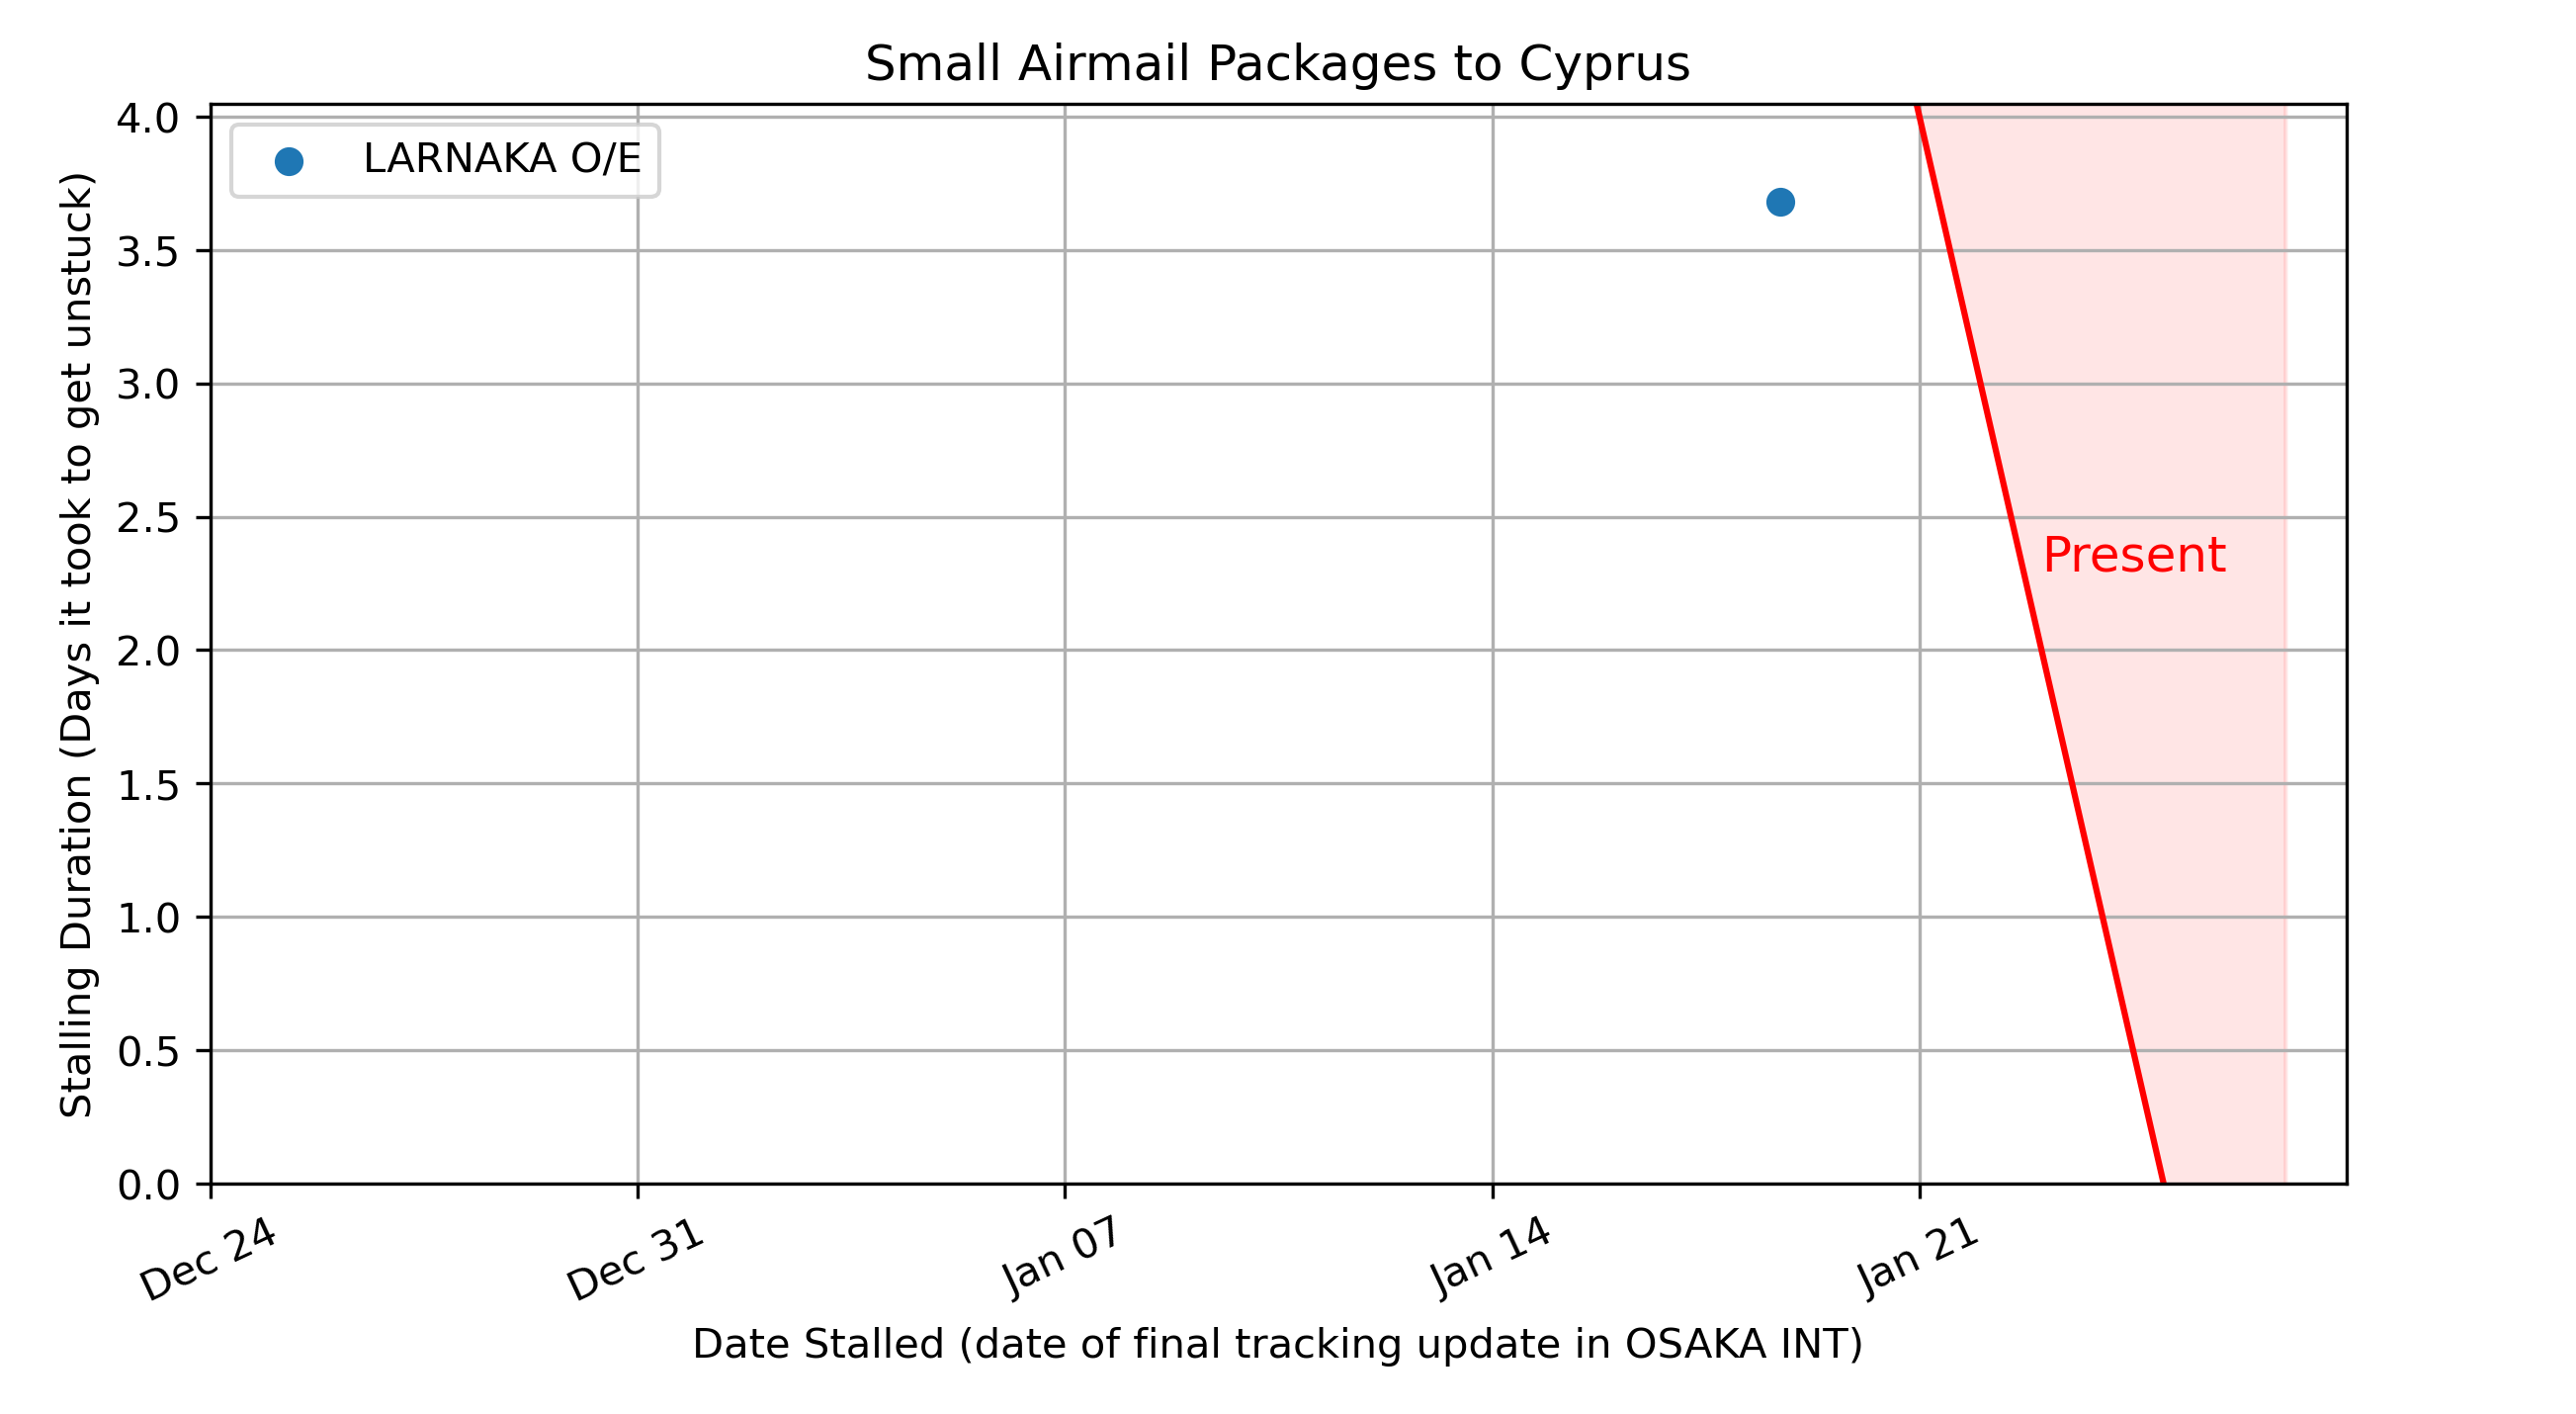 Small Airmail Packages to Cyprus
LARNAKA O/E
Stalling Duration (Days it took to get unstuck)
4.0
3.5
3.0
2.5
2.0
1.5
1.0
0.5
0.0
Present
Dec 24
Dec 31
Jan 07
Jan 14
Jan 21
Date Stalled (date of final tracking update in OSAKA INT)